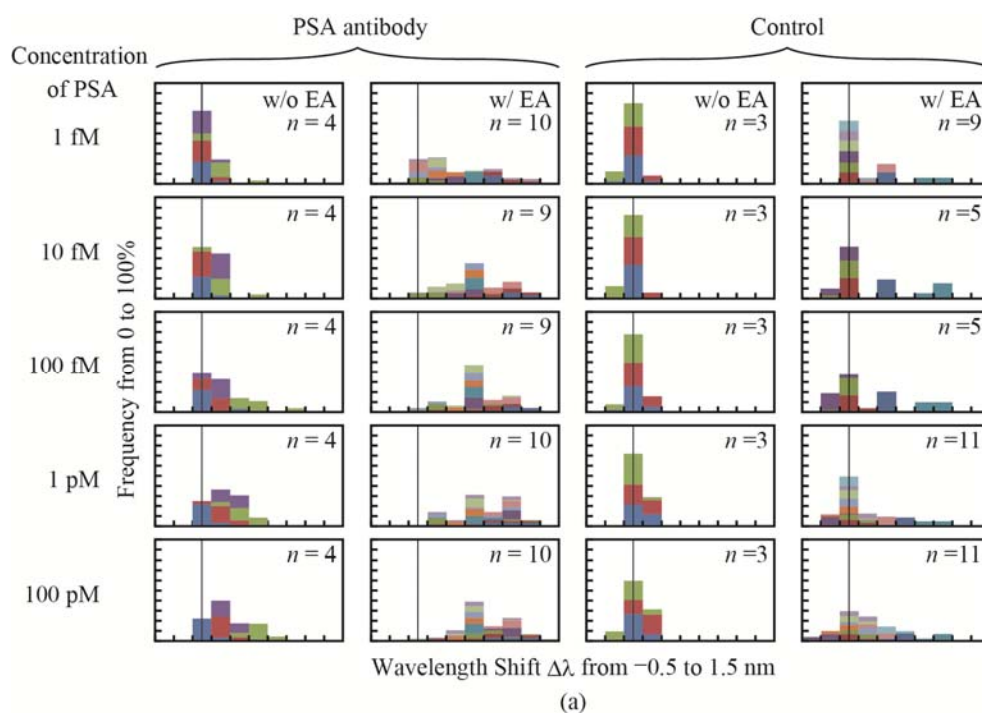 PSA antibody
Control
Concentration
of PSA
w/o EA
w/ EA
w/o EA
w/ EA
1 fM
n = 4
n = 10
n =3
n =9
10 fM
n = 4
n = 9
n =3
n =5
100 fM
n = 4
n = 9
n =3
n =5
1 pM
n = 4
n = 10
n =3
n =11
100 pM
n = 4
n = 10
n =3
n =11
Frequency from 0 to 100%
Wavelength Shift Δλ from −0.5 to 1.5 nm
(a)